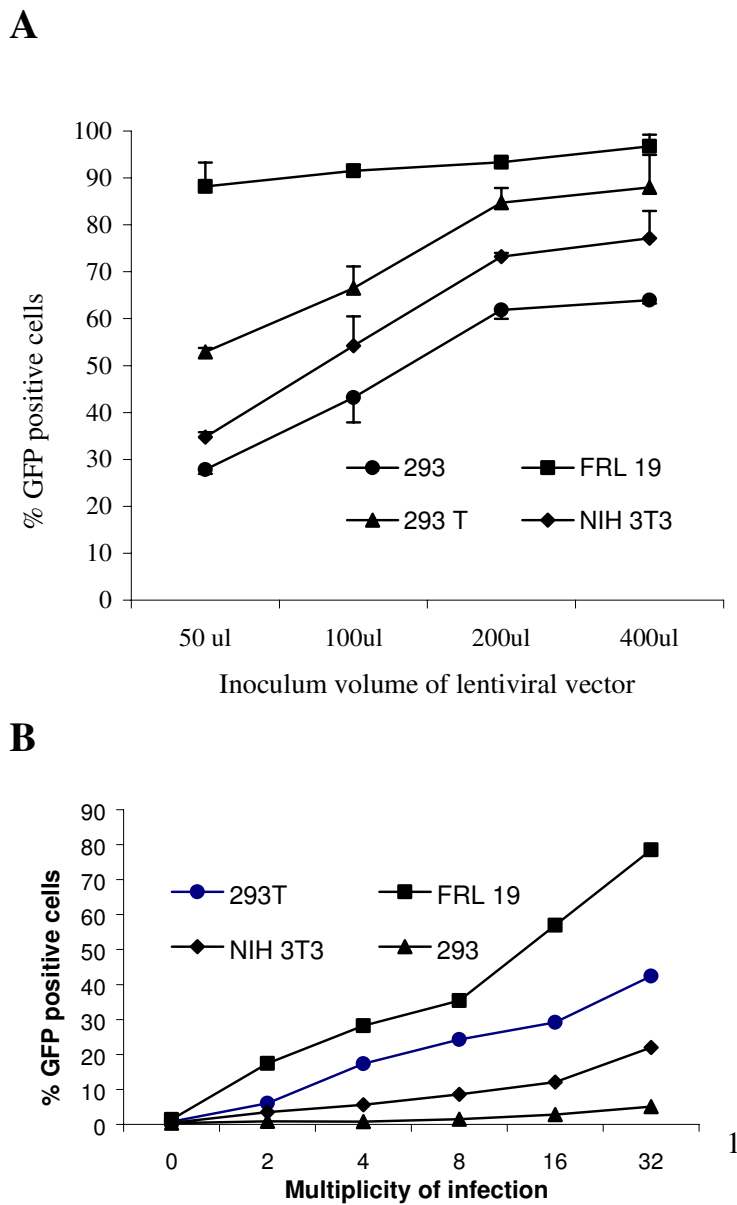 A
% GFP positive cells
100
90
80
70
60
50
40
30
20
10
0
293
FRL 19
293 T
NIH 3T3
50 ul 100ul 200ul 400ul
Inoculum volume of lentiviral vector
B
% GFP positive cells
90
80
70
60
50
40
30
20
10
0
293T
FRL 19
NIH 3T3
293
0 2 4 8 16 32
Multiplicity of infection
1